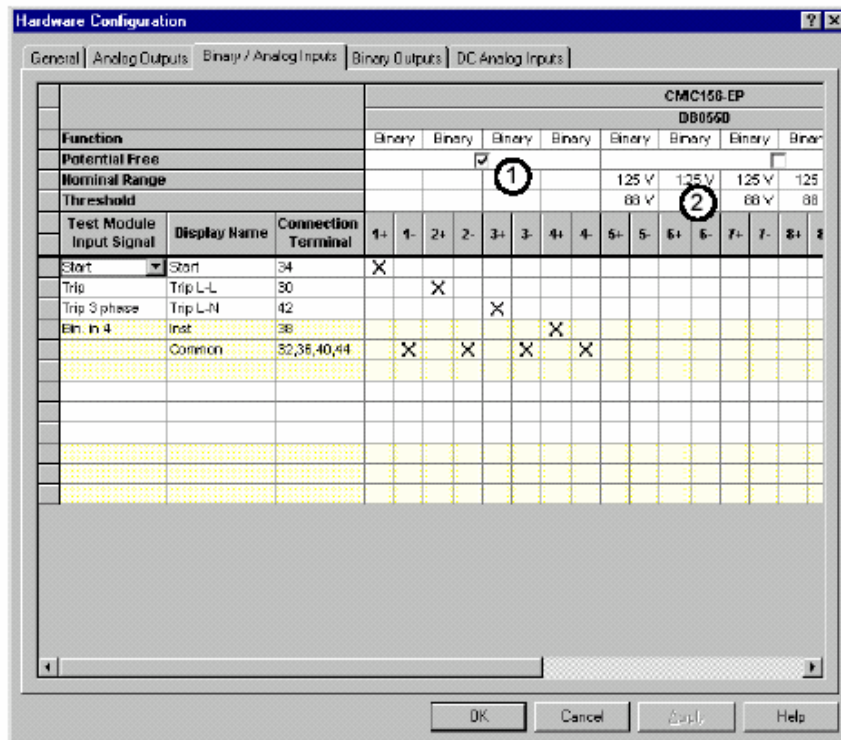 Hardware Configuration
General Analog Outputs Binary / Analog Inputs Binary Outputs DC Analog Inputs
CMC156-EP
Function Binary Binary Binary Binary Binary Binary Binary Binar
Potential Free
1
Nominal Range 125 V 125 V 125 V 125
Threshold 88 V 88 V 88
2
Test Module Input Signal Display Name Connection Terminal 1+ 1- 2+ 2- 3+ 3- 4+ 4- 5+ 5- 6+ 6- 7+ 7- 8+
Start Start 34 X
Trip Trip L-L 30 X
Trip 3 phase Trip L-N 42 X
Bin. in 4 Inst 38 X
Common 32,36,40,44 X X X X
OK Cancel Apply Help